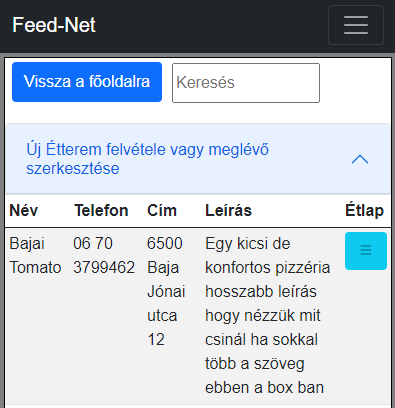 Feed-Net
Vissza a főoldalra Keresés
Új Étterem felvétele vagy meglévő
szerkesztése
Név Telefon Cím Leírás Étlap
Bajai 06 70 6500 Egy kicsi de
Tomato 3799462 Baja konfortos pizzéria
Jónai hosszabb leírás
utca hogy nézzük mit
12 csinál ha sokkal
több a szöveg
ebben a box ban